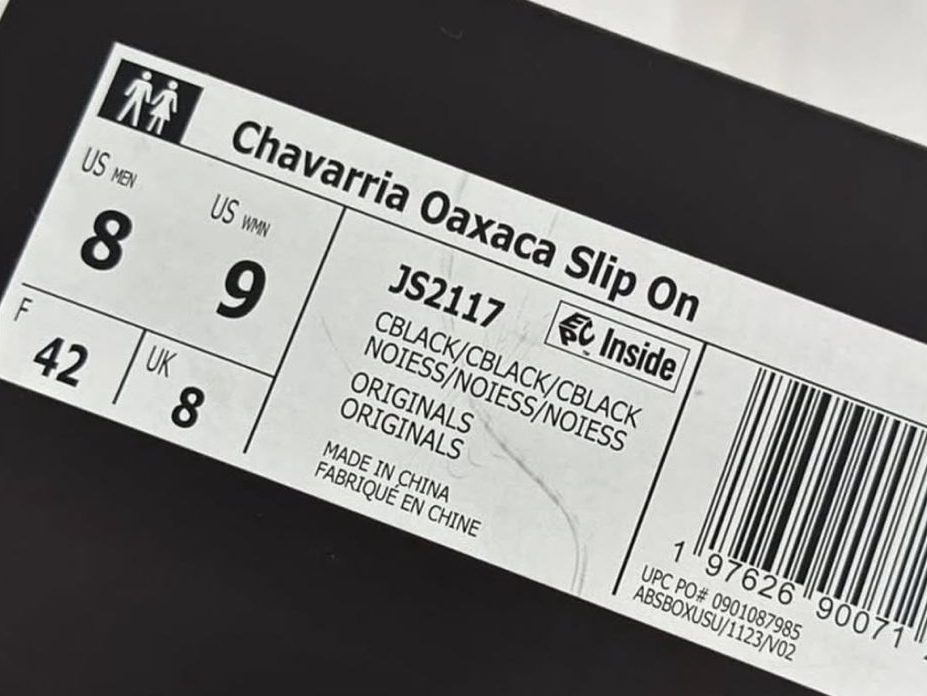 Chavarria Oaxaca Slip On
US MEN
8
US WMN
9
F
42
UK
8
JS2117
EPC Inside
CBLACK/CBLACK/CBLACK
NOIESS/NOIESS/NOIESS
ORIGINALS
ORIGINALS
MADE IN CHINA
FABRIQUÉ EN CHINE
1 97626 90071
UPC PO# 0901087985
ABSBOXUSU/1123/V02